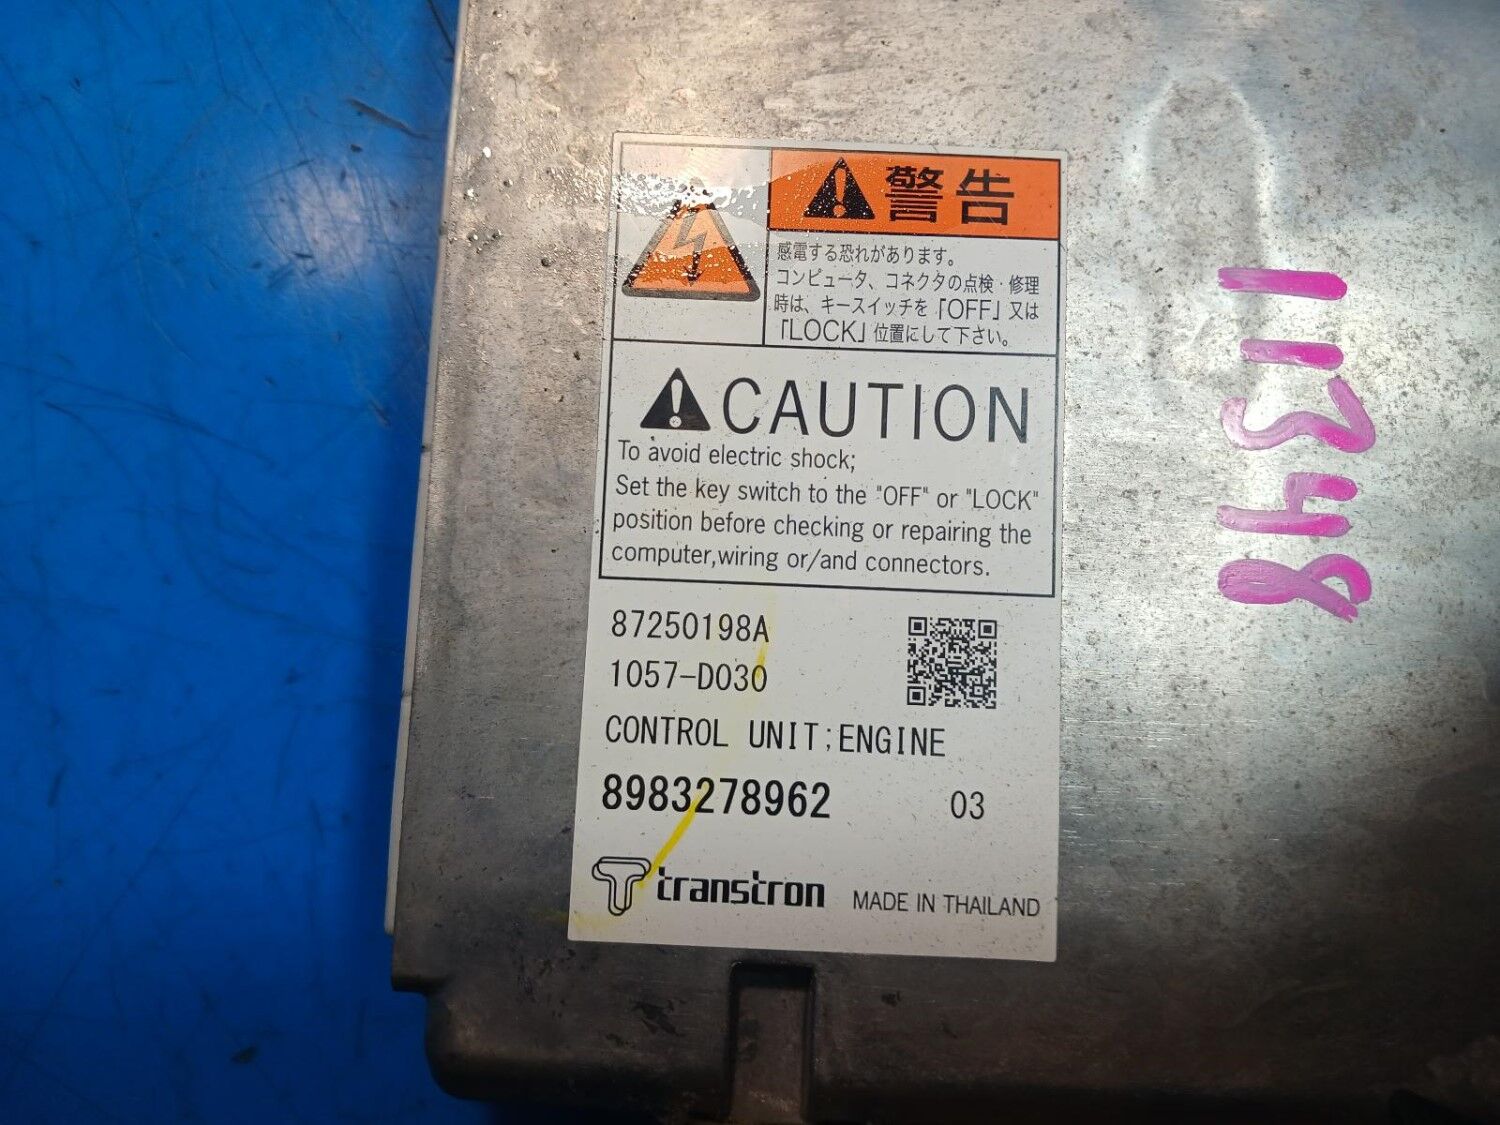 警告
感電する恐れがあります。
コンピュータ、コネクタの点検・修理
時は、キースイッチを「OFF」又は
「LOCK」位置にして下さい。
CAUTION
To avoid electric shock;
Set the key switch to the "OFF" or "LOCK"
position before checking or repairing the
computer,wiring or/and connectors.
87250198A
1057-D030
CONTROL UNIT;ENGINE
8983278962 03
transtron MADE IN THAILAND
11348